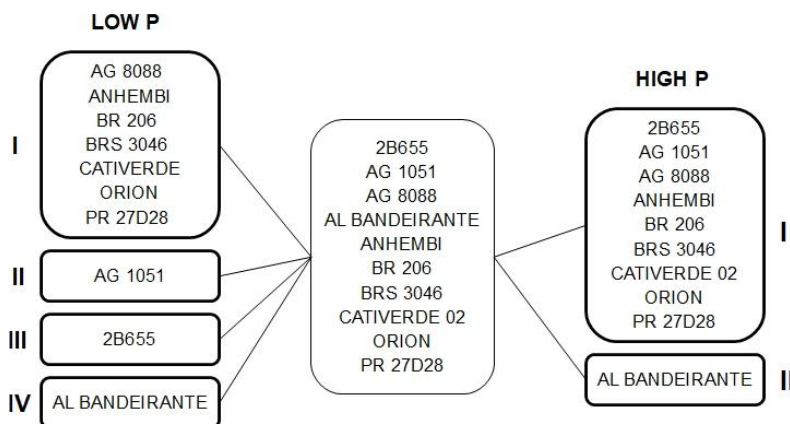 LOW P
I
AG 8088
ANHEMBI
BR 206
BRS 3046
CATIVERDE
ORION
PR 27D28
II
AG 1051
III
2B655
IV
AL BANDEIRANTE
2B655
AG 1051
AG 8088
AL BANDEIRANTE
ANHEMBI
BR 206
BRS 3046
CATIVERDE 02
ORION
PR 27D28
HIGH P
2B655
AG 1051
AG 8088
ANHEMBI
BR 206
BRS 3046
CATIVERDE 02
ORION
PR 27D28
I
AL BANDEIRANTE
II